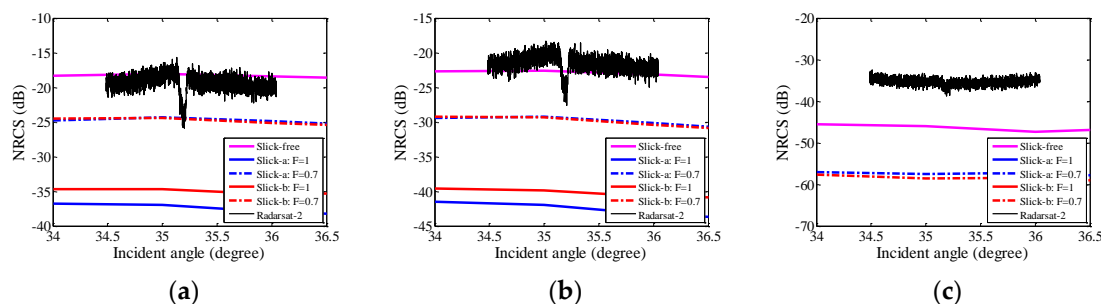 -10
-15
-20
-25
-30
-35
-40
NRCS (dB)
34 34.5 35 35.5 36 36.5
Incident angle (degree)
Slick-free
Slick-a: F=1
Slick-a: F=0.7
Slick-b: F=1
Slick-b: F=0.7
Radarsat-2
(a)
-15
-20
-25
-30
-35
-40
-45
NRCS (dB)
34 34.5 35 35.5 36 36.5
Incident angle (degree)
Slick-free
Slick-a: F=1
Slick-a: F=0.7
Slick-b: F=1
Slick-b: F=0.7
Radarsat-2
(b)
-20
-30
-40
-50
-60
-70
NRCS (dB)
34 34.5 35 35.5 36 36.5
Incident angle (degree)
Slick-free
Slick-a: F=1
Slick-a: F=0.7
Slick-b: F=1
Slick-b: F=0.7
Radarsat-2
(c)